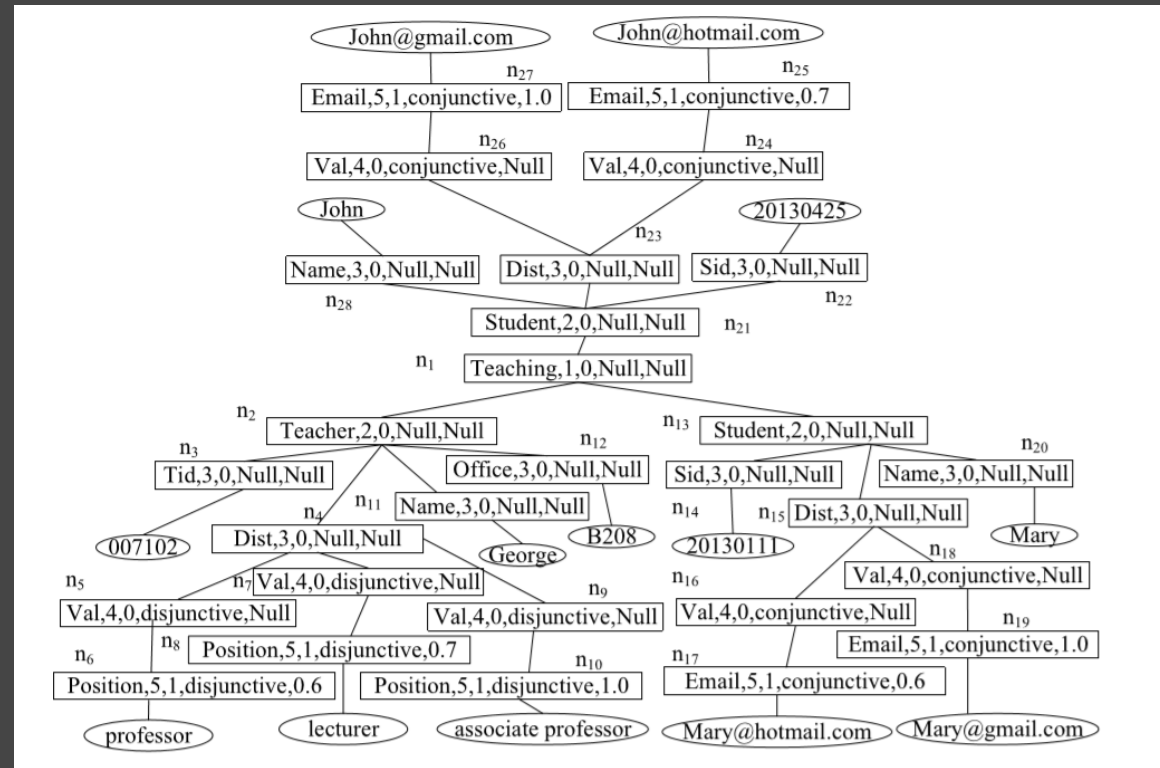 John@gmail.com
John@hotmail.com
n27
n25
Email,5,1,conjunctive,1.0
Email,5,1,conjunctive,0.7
n26
n24
Val,4,0,conjunctive,Null
Val,4,0,conjunctive,Null
John
20130425
n23
Name,3,0,Null,Null
Dist,3,0,Null,Null
Sid,3,0,Null,Null
n28
n22
Student,2,0,Null,Null
n21
n1
Teaching,1,0,Null,Null
n2
Teacher,2,0,Null,Null
n13
Student,2,0,Null,Null
n3
n12
n20
Tid,3,0,Null,Null
Office,3,0,Null,Null
Sid,3,0,Null,Null
Name,3,0,Null,Null
n4
n11
Name,3,0,Null,Null
n14
n15
Dist,3,0,Null,Null
007102
Dist,3,0,Null,Null
George
B208
20130111
Mary
n5
n7
Val,4,0,disjunctive,Null
n9
n16
n18
Val,4,0,conjunctive,Null
Val,4,0,disjunctive,Null
Val,4,0,disjunctive,Null
Val,4,0,conjunctive,Null
n19
n6
n8
Position,5,1,disjunctive,0.7
n10
n17
Email,5,1,conjunctive,1.0
Position,5,1,disjunctive,0.6
Position,5,1,disjunctive,1.0
Email,5,1,conjunctive,0.6
professor
lecturer
associate professor
Mary@hotmail.com
Mary@gmail.com